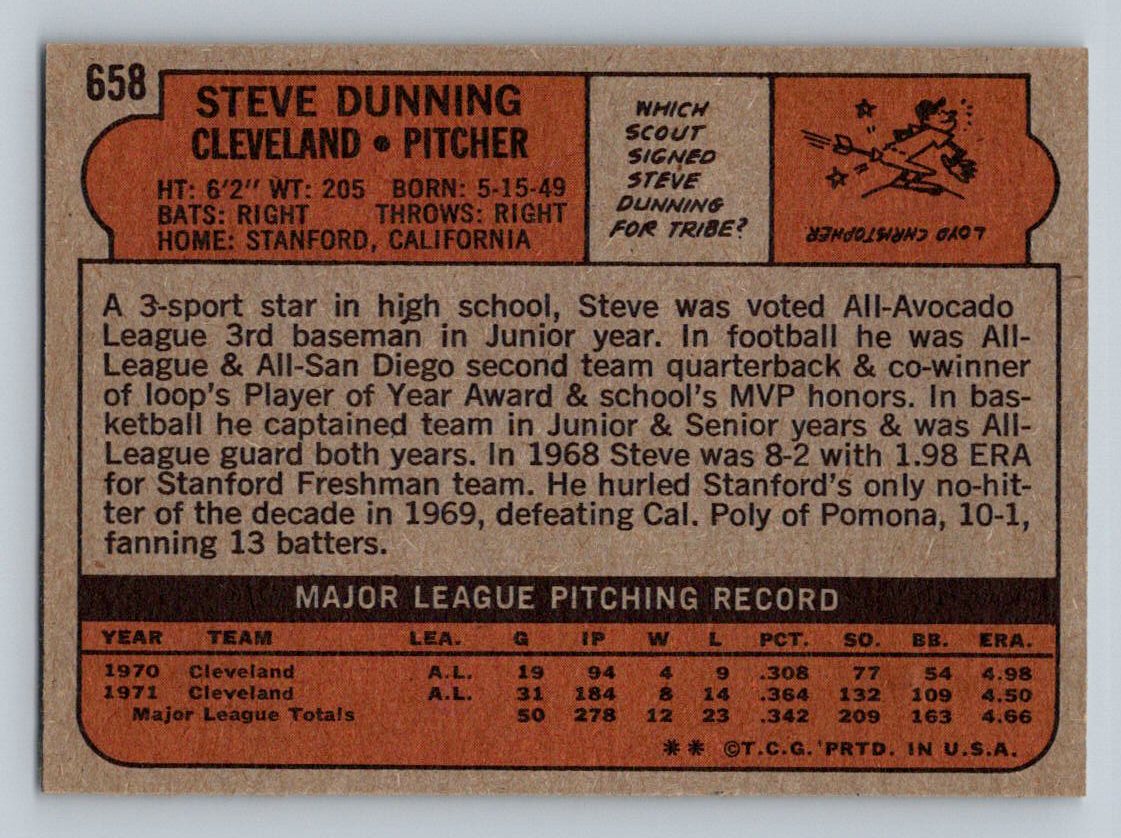 658
STEVE DUNNING
CLEVELAND • PITCHER
HT: 6'2" WT: 205 BORN: 5-15-49
BATS: RIGHT THROWS: RIGHT
HOME: STANFORD, CALIFORNIA
WHICH
SCOUT
SIGNED
STEVE
DUNNING
FOR TRIBE?
LOYD CHRISTOPHER
A 3-sport star in high school, Steve was voted All-Avocado
League 3rd baseman in Junior year. In football he was All-
League & All-San Diego second team quarterback & co-winner
of loop's Player of Year Award & school's MVP honors. In bas-
ketball he captained team in Junior & Senior years & was All-
League guard both years. In 1968 Steve was 8-2 with 1.98 ERA
for Stanford Freshman team. He hurled Stanford's only no-hit-
ter of the decade in 1969, defeating Cal. Poly of Pomona, 10-1,
fanning 13 batters.
MAJOR LEAGUE PITCHING RECORD
YEAR TEAM LEA. G IP W L PCT. SO. BB. ERA.
1970 Cleveland A.L. 19 94 4 9 .308 77 54 4.98
1971 Cleveland A.L. 31 184 8 14 .364 132 109 4.50
Major League Totals 50 278 12 23 .342 209 163 4.66
** ©T.C.G. PRTD. IN U.S.A.